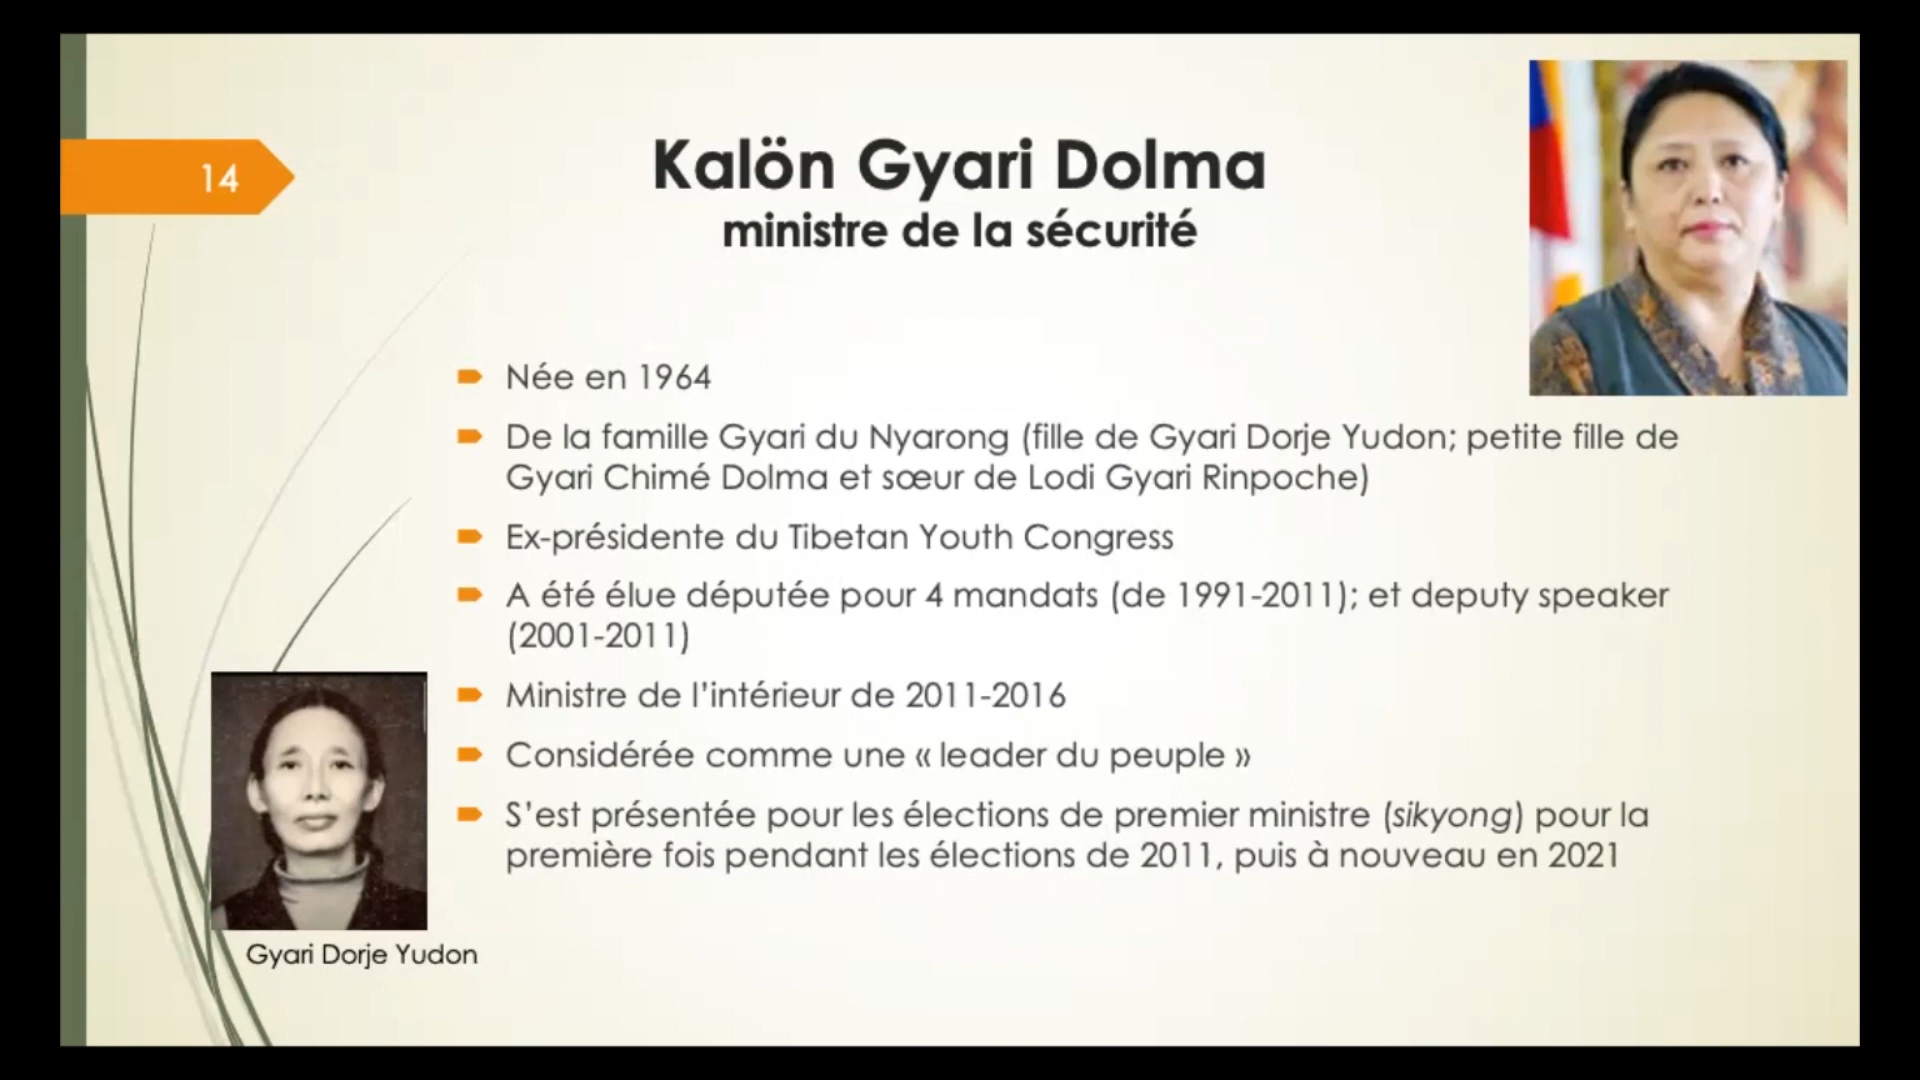 14
Kalön Gyari Dolma
ministre de la sécurité
Née en 1964
De la famille Gyari du Nyarong (fille de Gyari Dorje Yudon; petite fille de
Gyari Chimé Dolma et sœur de Lodi Gyari Rinpoche)
Ex-présidente du Tibetan Youth Congress
A été élue députée pour 4 mandats (de 1991-2011); et deputy speaker
(2001-2011)
Ministre de l’intérieur de 2011-2016
Considérée comme une « leader du peuple »
S’est présentée pour les élections de premier ministre (sikyong) pour la
première fois pendant les élections de 2011, puis à nouveau en 2021
Gyari Dorje Yudon